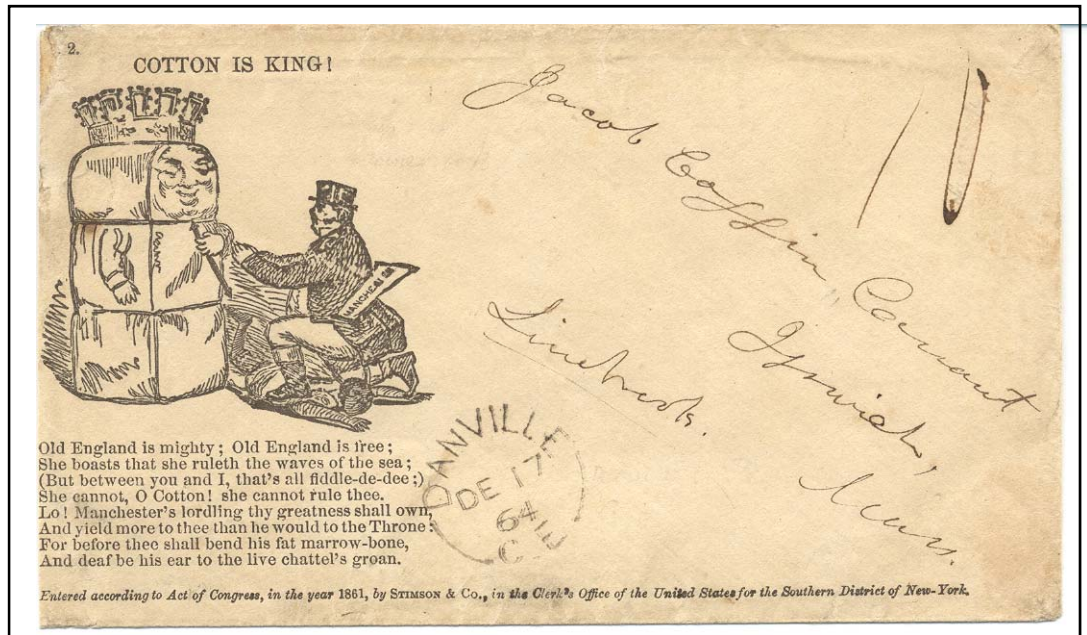 2.
COTTON IS KING!
Jacob Coffin Conant
Ipswich,
Mass.
Linebrook.
10
MANCHESTER
Old England is mighty; Old England is free;
She boasts that she ruleth the waves of the sea;
(But between you and I, that's all fiddle-de-dee;)
She cannot, O Cotton! she cannot rule thee.
Lo! Manchester's lordling thy greatness shall own,
And yield more to thee than he would to the Throne:
For before thee shall bend his fat marrow-bone,
And deaf be his ear to the live chattel's groan.
DANVILLE
DE 17
64
C
Entered according to Act of Congress, in the year 1861, by STIMSON & Co., in the Clerk's Office of the United States for the Southern District of New-York.